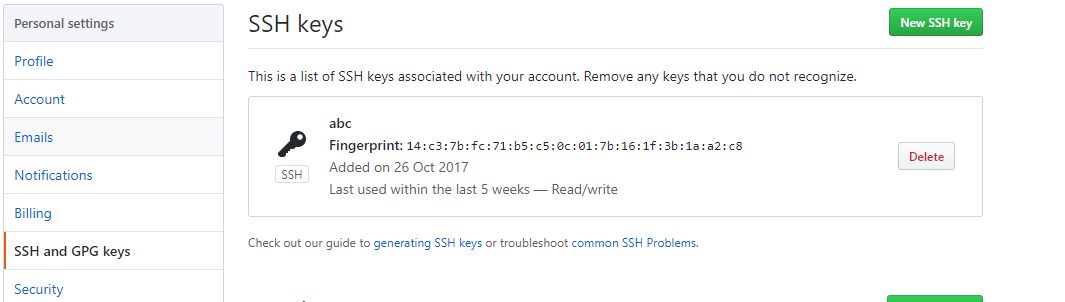 Personal settings
Profile
Account
Emails
Notifications
Billing
SSH and GPG keys
Security
SSH keys
New SSH key
This is a list of SSH keys associated with your account. Remove any keys that you do not recognize.
SSH
abc
Fingerprint: 14:c3:7b:fc:71:b5:c5:0c:01:7b:16:1f:3b:1a:a2:c8
Added on 26 Oct 2017
Last used within the last 5 weeks — Read/write
Delete
Check out our guide to generating SSH keys or troubleshoot common SSH Problems.